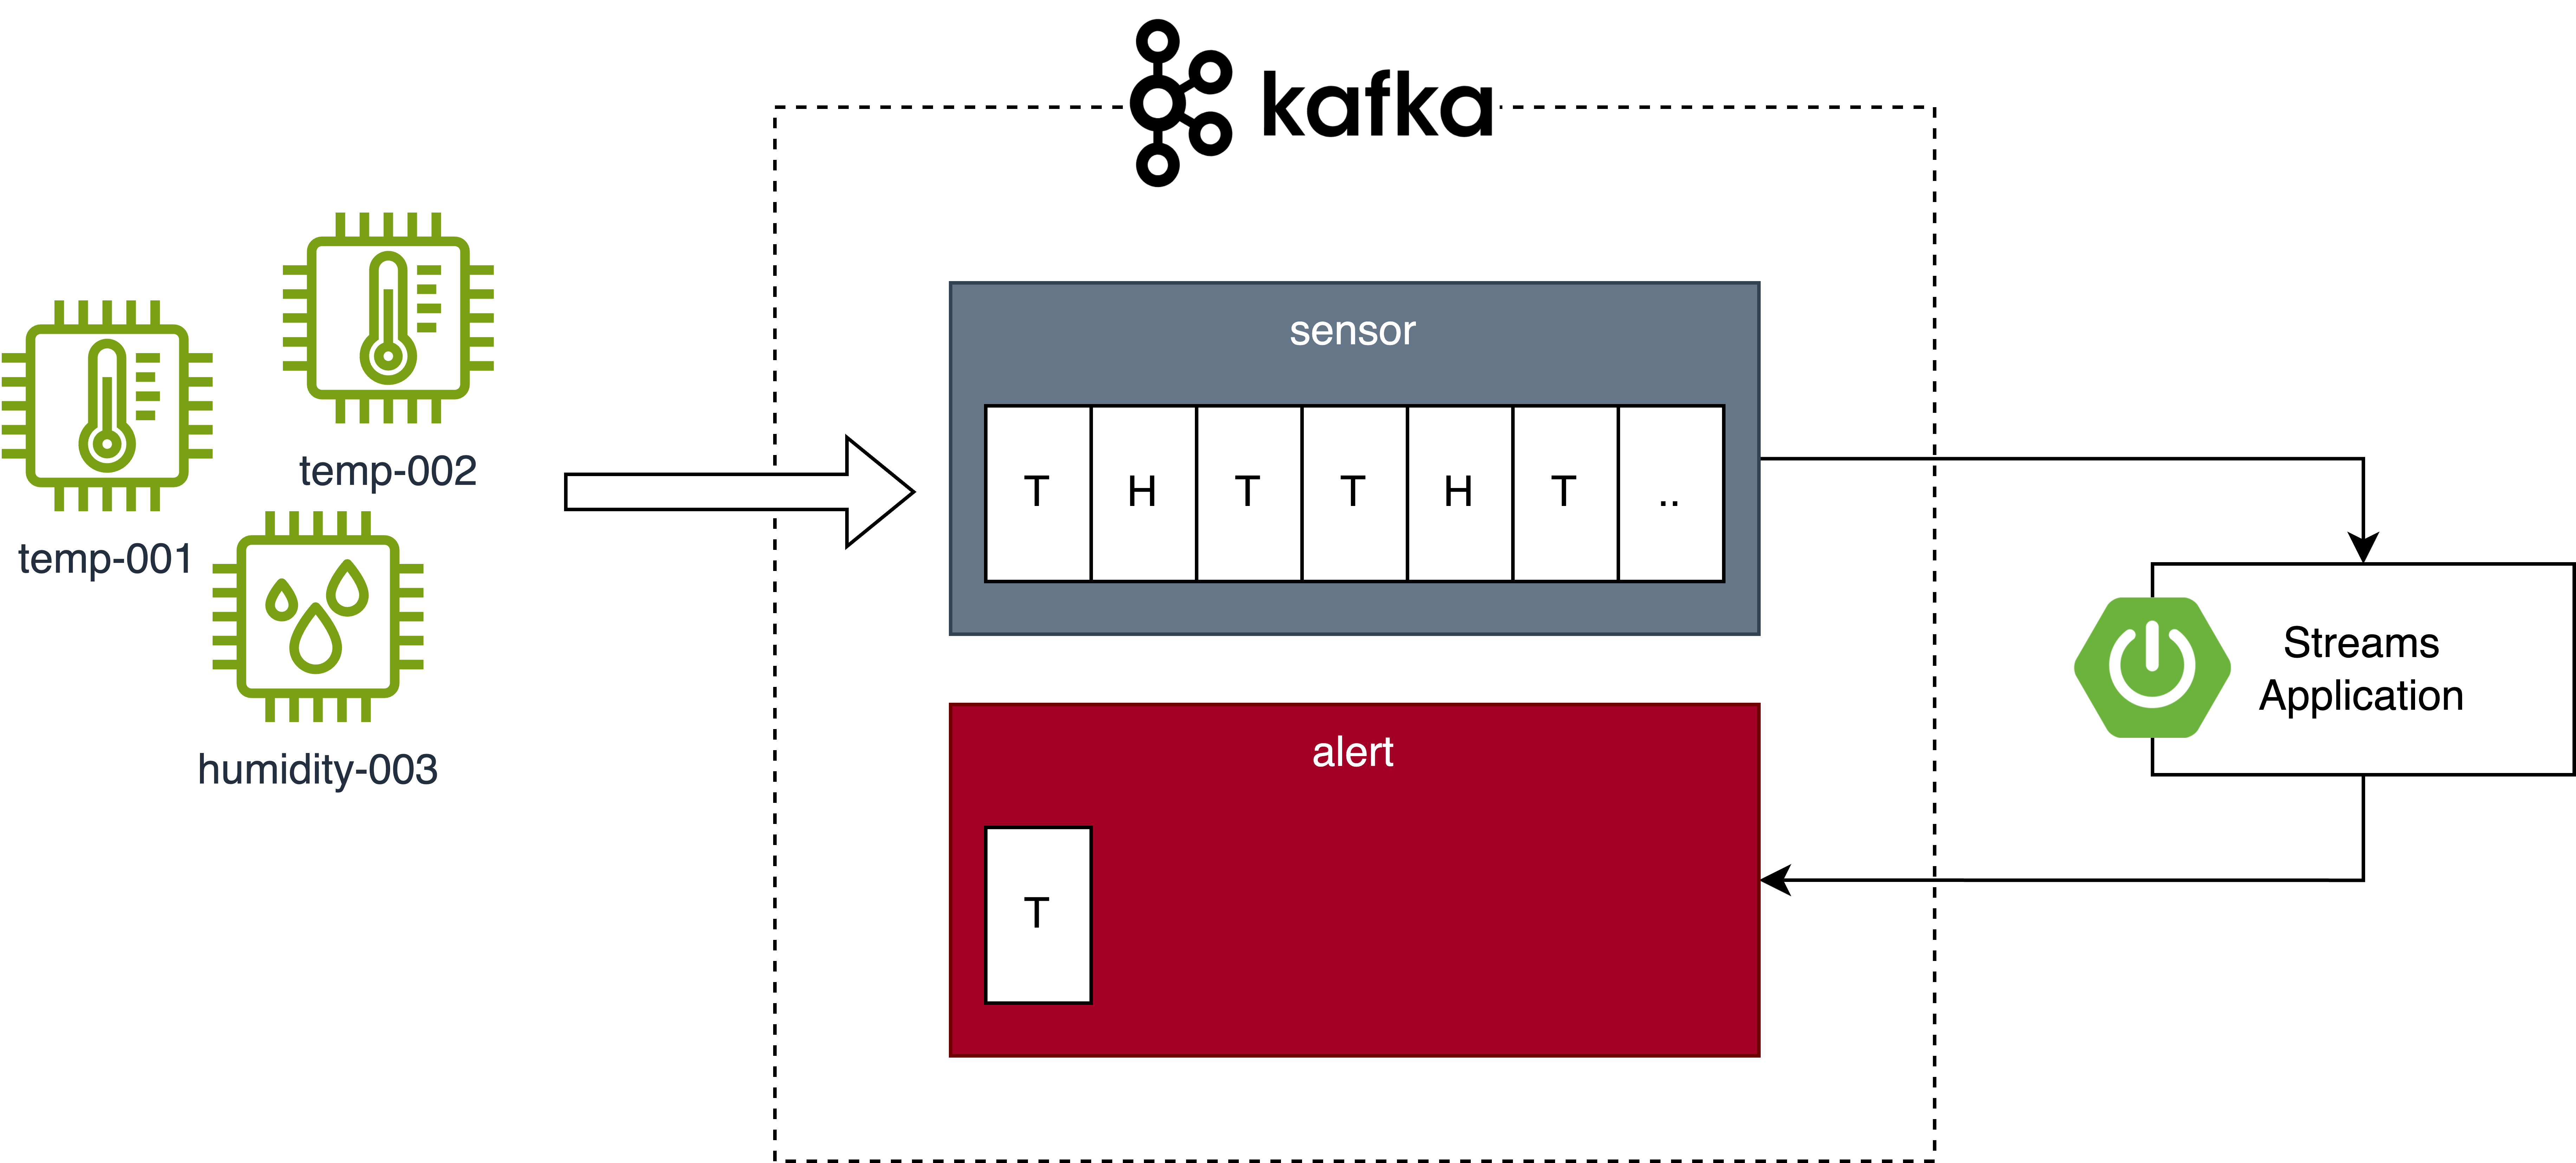 kafka
temp-002
temp-001
humidity-003
sensor
T H T T H T ..
Streams
Application
alert
T